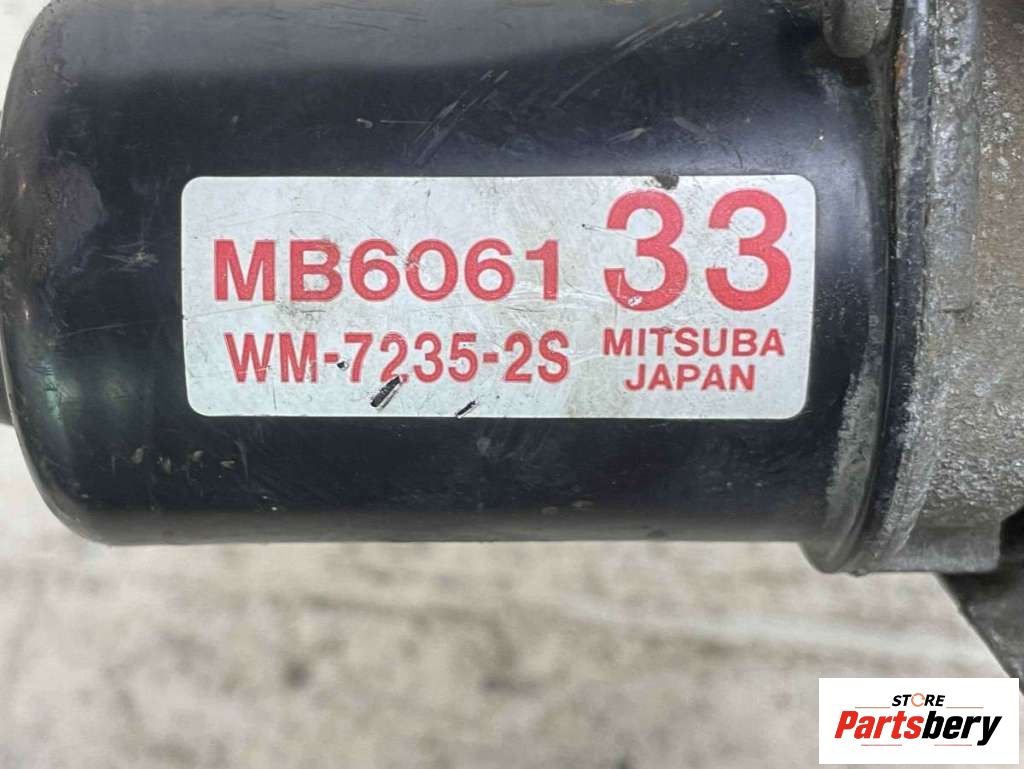 MB6061 33
WM-7235-2S MITSUBA
JAPAN
STORE
Partsbery